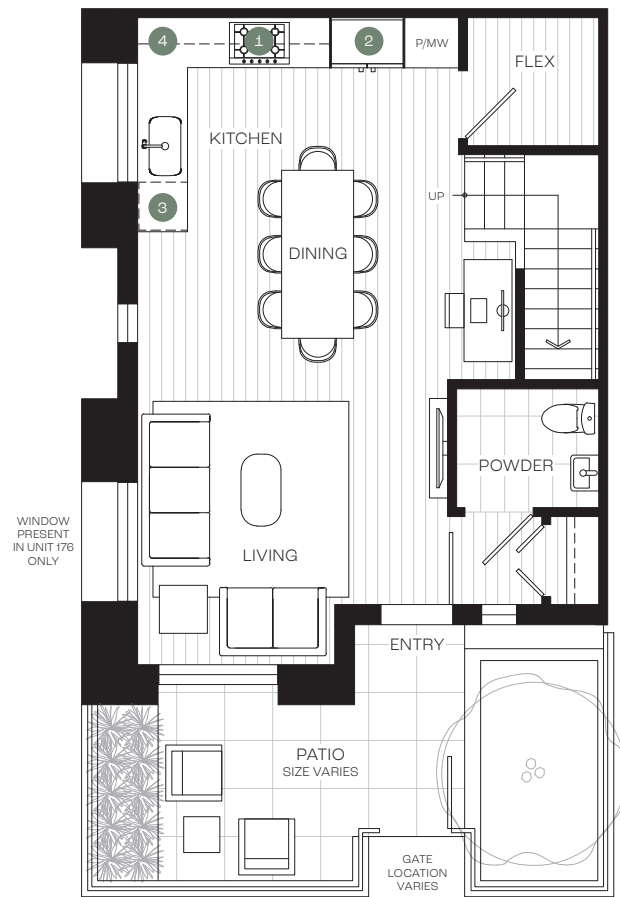 4
1
2
P/MW
FLEX
KITCHEN
UP
3
DINING
POWDER
WINDOW
PRESENT
IN UNIT 176
ONLY
LIVING
ENTRY
PATIO
SIZE VARIES
GATE
LOCATION
VARIES